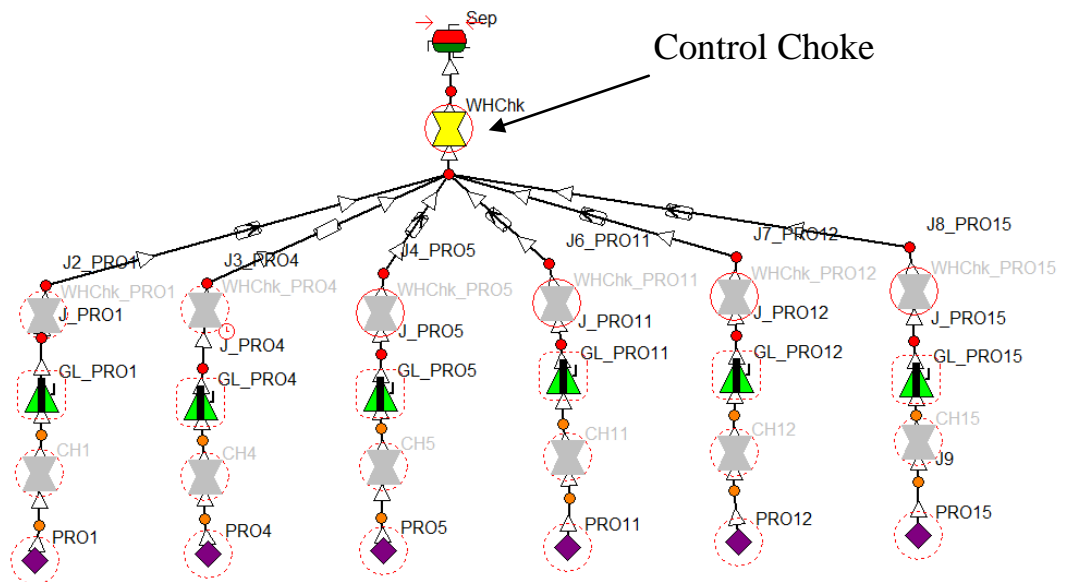 Sep
Control Choke
WHChk
J2_PRO1
J3_PRO4
J4_PRO5
J6_PRO11
J7_PRO12
J8_PRO15
WHChk_PRO1
WHChk_PRO4
WHChk_PRO5
WHChk_PRO11
WHChk_PRO12
WHChk_PRO15
J_PRO1
J_PRO4
J_PRO5
J_PRO11
J_PRO12
J_PRO15
GL_PRO1
GL_PRO4
GL_PRO5
GL_PRO11
GL_PRO12
GL_PRO15
CH1
CH4
CH5
CH11
CH12
CH15
J9
PRO1
PRO4
PRO5
PRO11
PRO12
PRO15